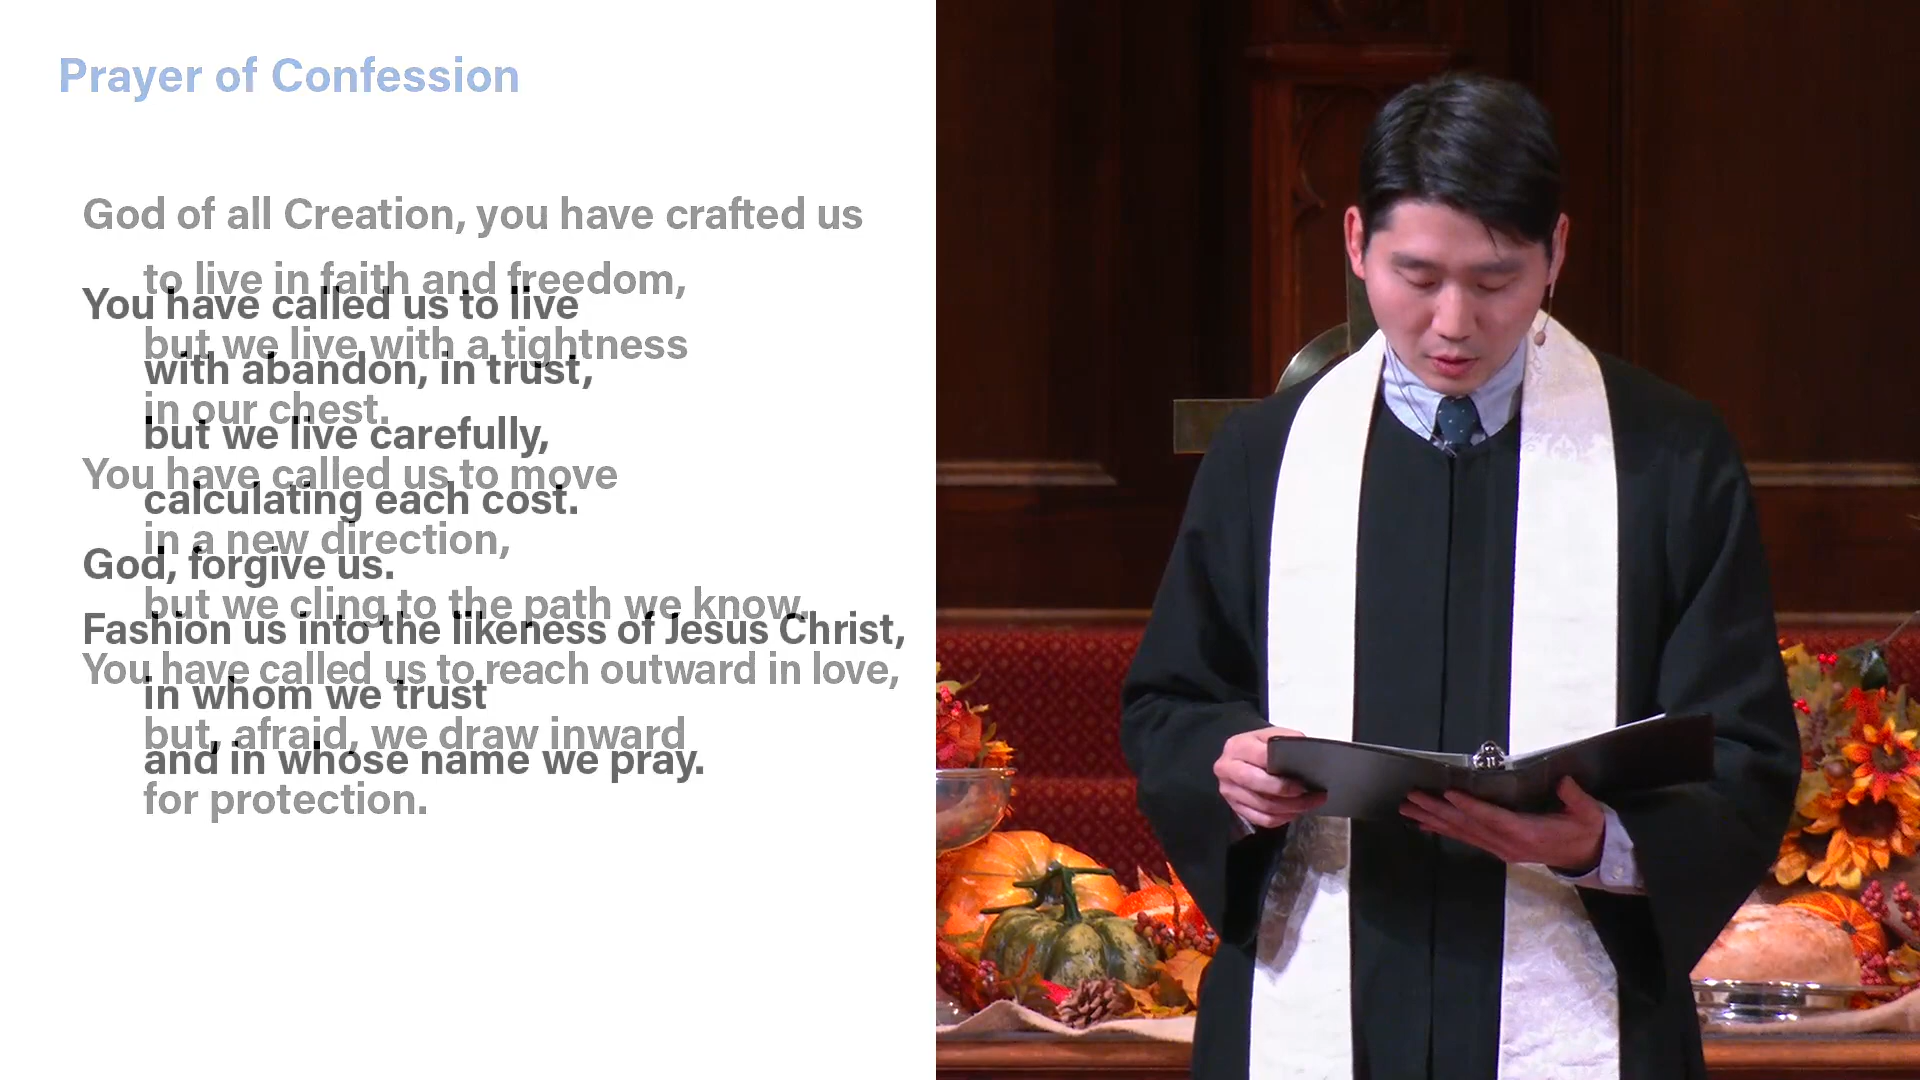 Prayer of Confession
God of all Creation, you have crafted us
to live in faith and freedom,
but we live with a tightness
in our chest.
You have called us to move
in a new direction,
but we cling to the path we know.
You have called us to reach outward in love,
but, afraid, we draw inward
for protection.
You have called us to live
with abandon, in trust,
but we live carefully,
calculating each cost.
God, forgive us.
Fashion us into the likeness of Jesus Christ,
in whom we trust
and in whose name we pray.